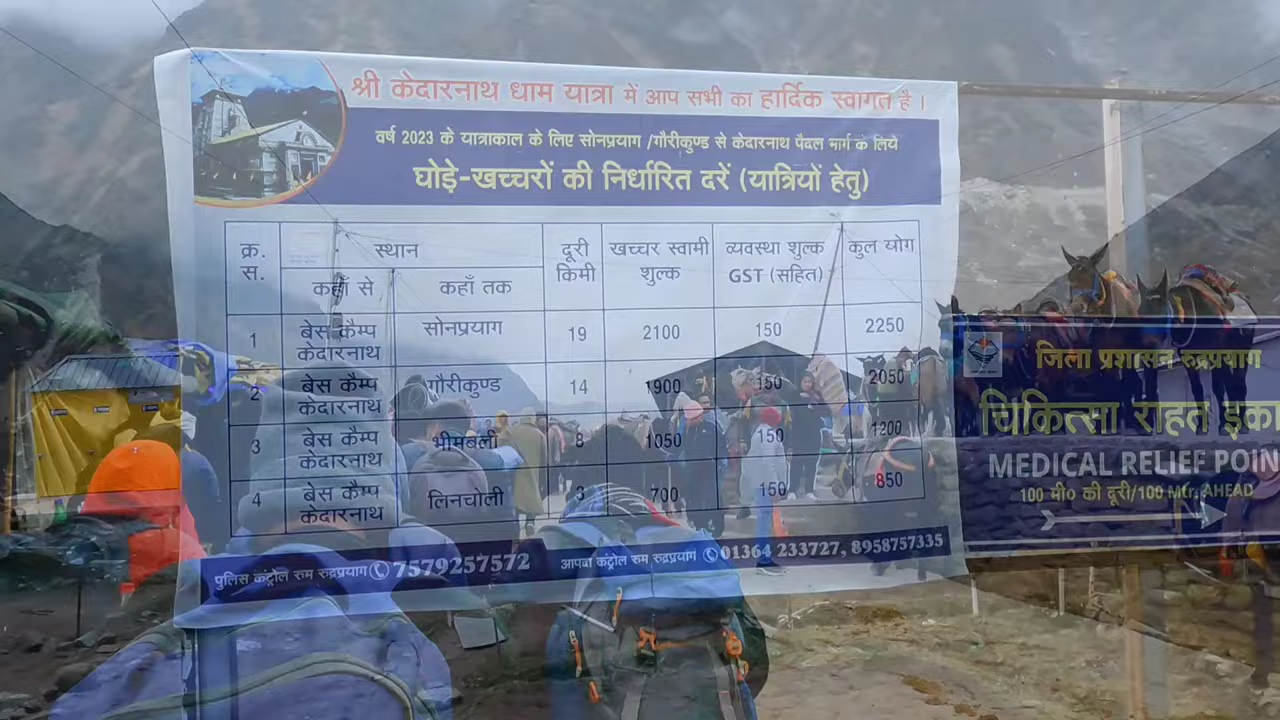 श्री केदारनाथ धाम यात्रा में आप सभी का हार्दिक स्वागत है।
वर्ष 2023 के यात्राकाल के लिए सोनप्रयाग /गौरीकुण्ड से केदारनाथ पैदल मार्ग के लिये
घोड़े-खच्चरों की निर्धारित दरें (यात्रियों हेतु)
क्र. स. स्थान दूरी किमी खच्चर स्वामी शुल्क व्यवस्था शुल्क GST (सहित) कुल योग
कहाँ से कहाँ तक
1 बेस कैम्प केदारनाथ सोनप्रयाग 19 2100 150 2250
2 बेस कैम्प केदारनाथ गौरीकुण्ड 14 1900 150 2050
3 बेस कैम्प केदारनाथ भीमबली 8 1050 150 1200
4 बेस कैम्प केदारनाथ लिनचोली 3 700 150 850
पुलिस कंट्रोल रुम रुद्रप्रयाग 7579257572 आपदा कंट्रोल रुम रुद्रप्रयाग 01364 233727, 8958757335
जिला प्रशासन रुद्रप्रयाग
चिकित्सा राहत इका
MEDICAL RELIEF POIN
100 मी० की दूरी/100 Mtr. AHEAD